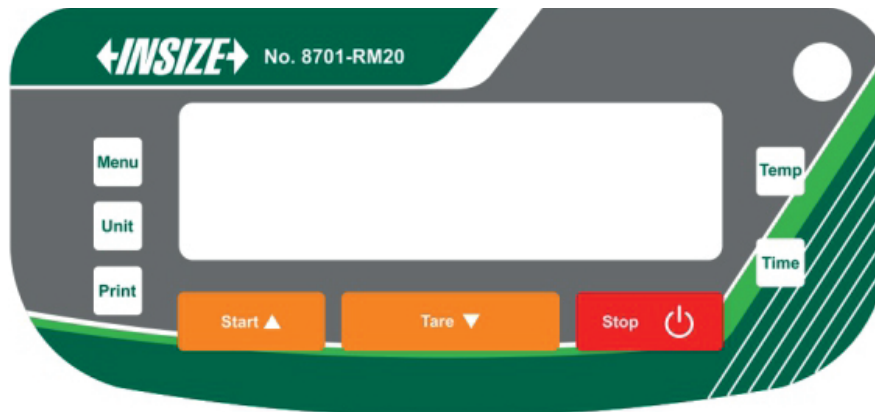 INSIZE No. 8701-RM20
Menu
Temp
Unit
Time
Print
Start ▲
Tare ▼
Stop